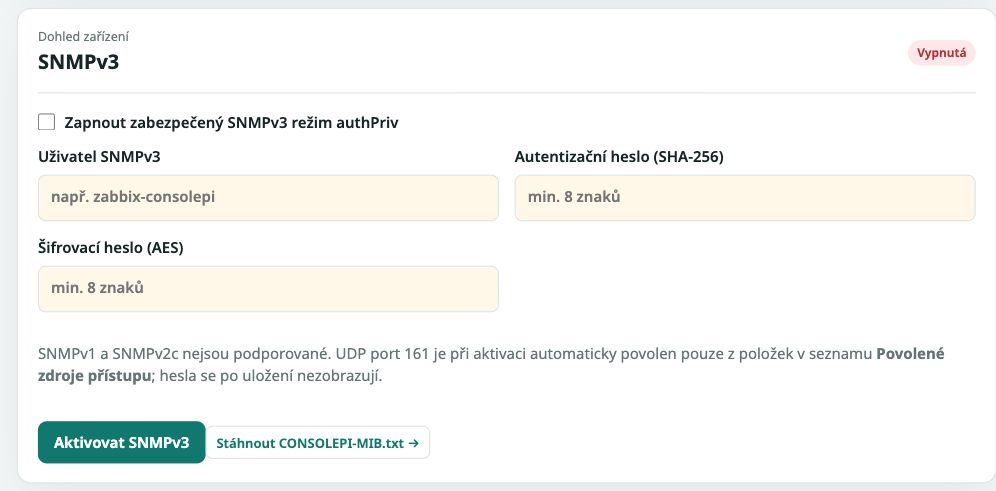 Dohled zařízení
SNMPv3
Vypnutá
Zapnout zabezpečený SNMPv3 režim authPriv
Uživatel SNMPv3
Autentizační heslo (SHA-256)
např. zabbix-consolepi
min. 8 znaků
Šifrovací heslo (AES)
min. 8 znaků
SNMPv1 a SNMPv2c nejsou podporované. UDP port 161 je při aktivaci automaticky povolen pouze z položek v seznamu Povolené
zdroje přístupu; hesla se po uložení nezobrazují.
Aktivovat SNMPv3
Stáhnout CONSOLEPI-MIB.txt →